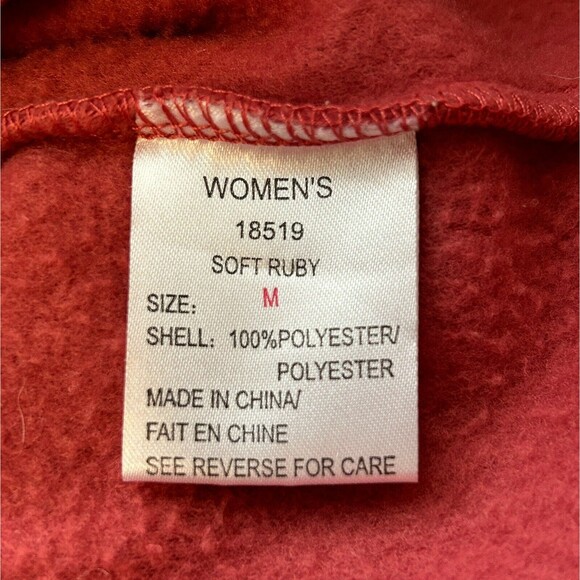 WOMEN'S
18519
SOFT RUBY
SIZE: M
SHELL: 100%POLYESTER/
POLYESTER
MADE IN CHINA/
FAIT EN CHINE
SEE REVERSE FOR CARE